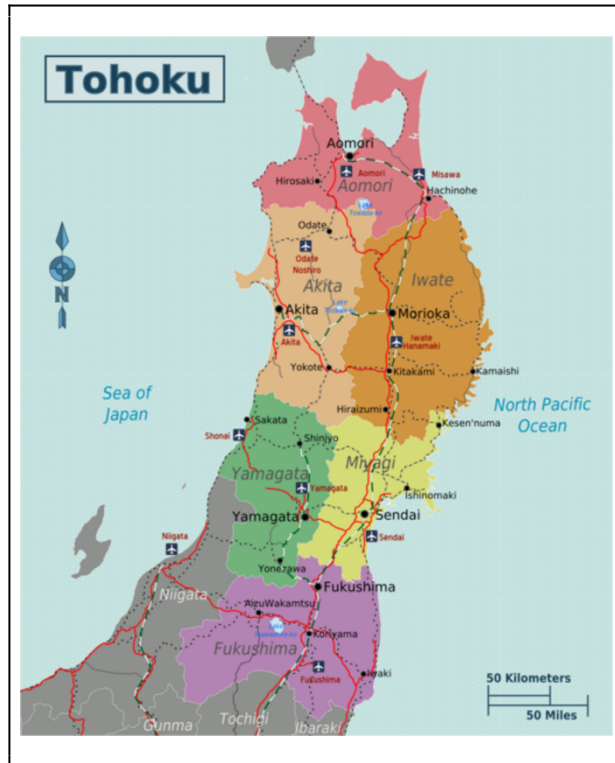 Tohoku
Aomori
Aomori
Misawa
Hirosaki
Aomori
Hachinohe
Lake
Towada-ko
Odate
Odate
Noshiro
Iwate
Akita
Lake
Akita
Morioka
Akita
Iwate
Hanamaki
Yokote
Kitakami
Kamaishi
Sea of
Japan
North Pacific
Ocean
Hiraizumi
Sakata
Kesen'numa
Shonai
Shinjyo
Miyagi
Yamagata
Yamagata
Ishinomaki
Yamagata
Sendai
Niigata
Sendai
Yonezawa
Fukushima
Niigata
AizuWakamtsu
Lake
Koriyama
Fukushima
Fukushima
Iwaki
50 Kilometers
50 Miles
Tochigi
Gunma
Ibaraki
N